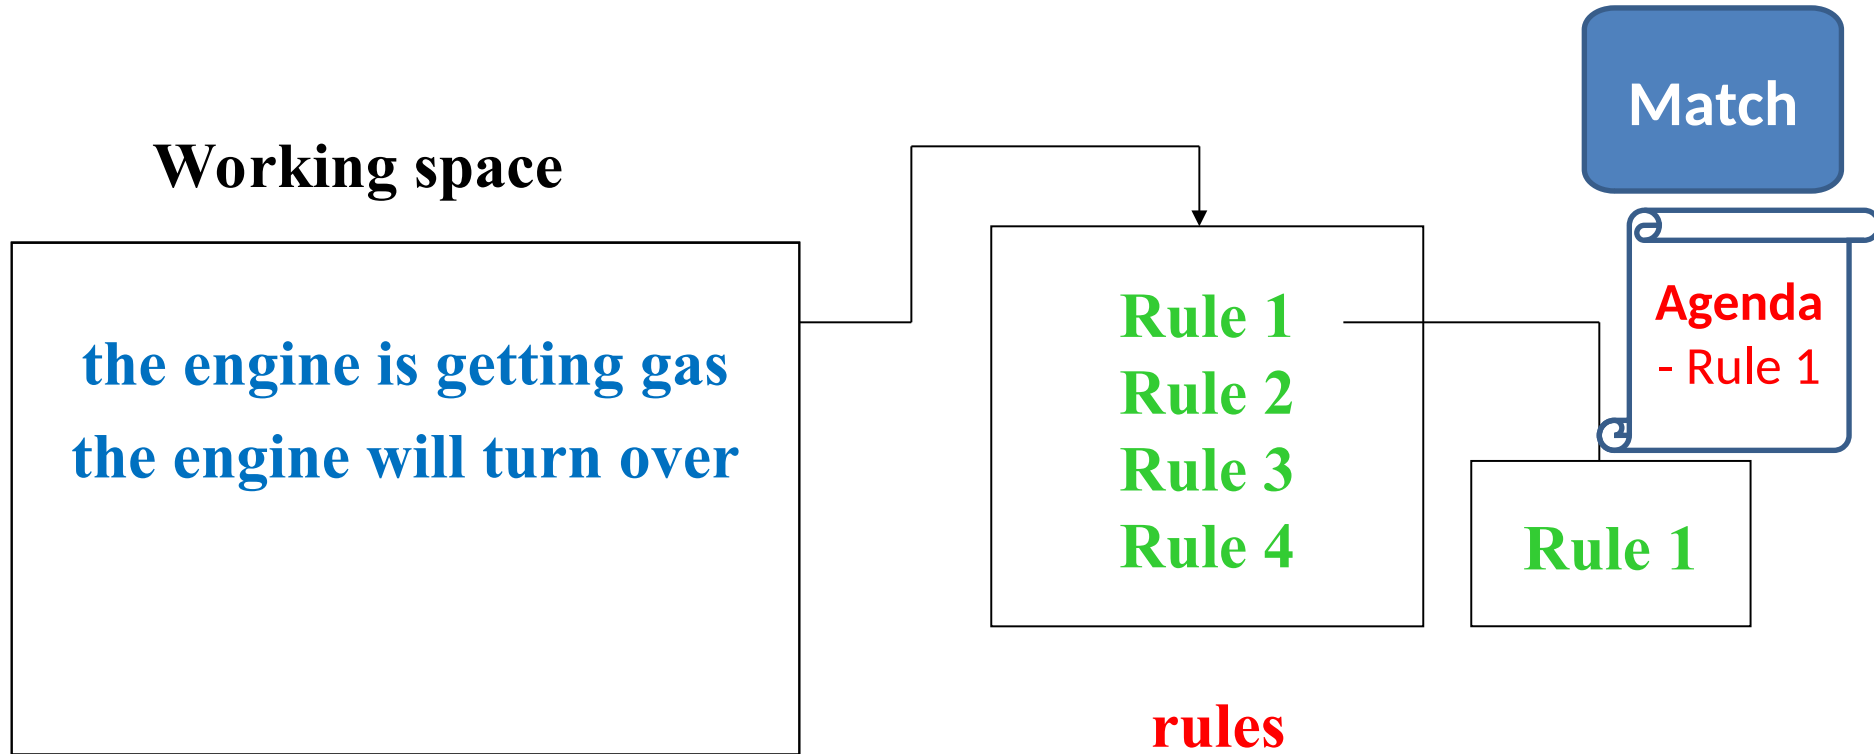 Match
Working space
the engine is getting gas
the engine will turn over
Rule 1
Rule 2
Rule 3
Rule 4
rules
Agenda
- Rule 1
Rule 1